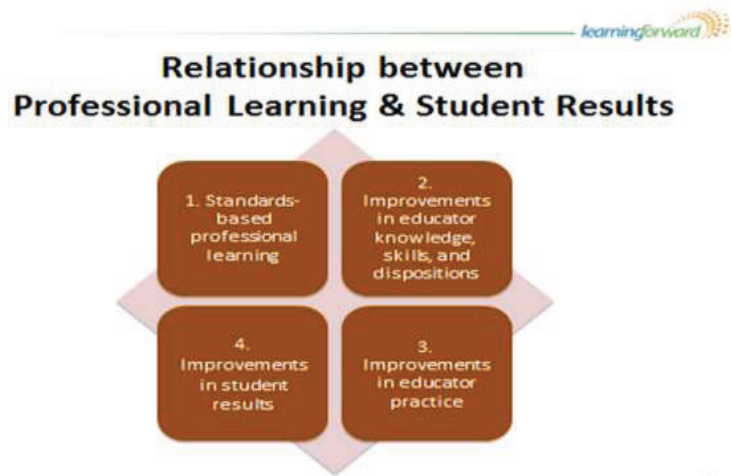 learningforward
Relationship between
Professional Learning & Student Results
1. Standards-
based
professional
learning
2.
Improvements
in educator
knowledge,
skills, and
dispositions
4.
Improvements
in student
results
3.
Improvements
in educator
practice